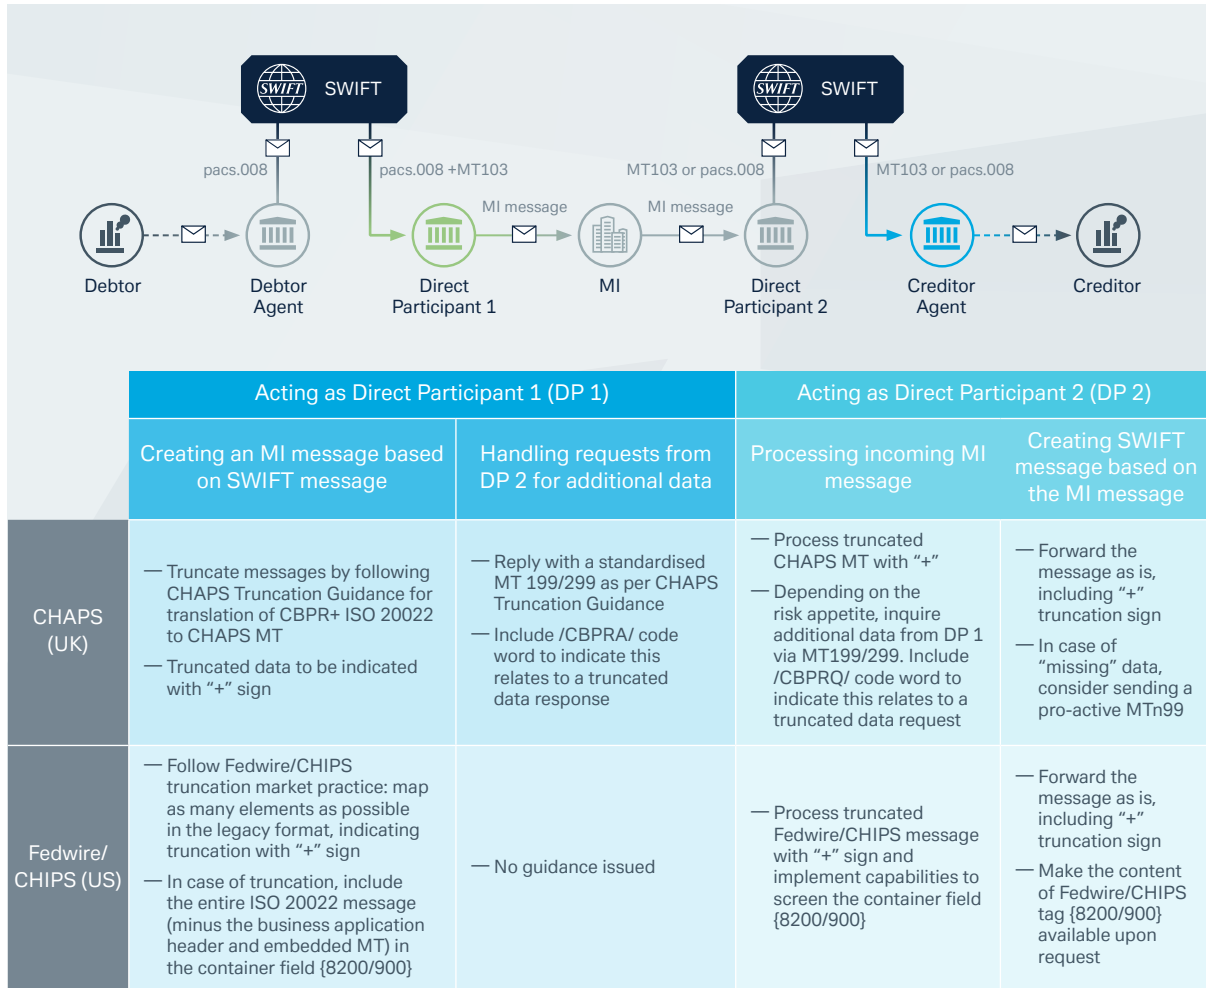 SWIFT SWIFT
SWIFT SWIFT
pacs.008
pacs.008 +MT103
MT103 or pacs.008
MT103 or pacs.008
MI message
MI message
Debtor
Debtor
Agent
Direct
Participant 1
MI
Direct
Participant 2
Creditor
Agent
Creditor
Acting as Direct Participant 1 (DP 1)
Acting as Direct Participant 2 (DP 2)
Creating an MI message based
on SWIFT message
Handling requests from
DP 2 for additional data
Processing incoming MI
message
Creating SWIFT
message based on
the MI message
CHAPS
(UK)
— Truncate messages by following
CHAPS Truncation Guidance for
translation of CBPR+ ISO 20022
to CHAPS MT
— Truncated data to be indicated
with “+” sign
— Reply with a standardised
MT 199/299 as per CHAPS
Truncation Guidance
— Include /CBPRA/ code
word to indicate this
relates to a truncated
data response
— Process truncated
CHAPS MT with “+”
— Depending on the
risk appetite, inquire
additional data from DP 1
via MT199/299. Include
/CBPRQ/ code word to
indicate this relates to a
truncated data request
— Forward the
message as is,
including “+”
truncation sign
— In case of
“missing” data,
consider sending a
pro-active MTn99
Fedwire/
CHIPS (US)
— Follow Fedwire/CHIPS
truncation market practice: map
as many elements as possible
in the legacy format, indicating
truncation with “+” sign
— In case of truncation, include
the entire ISO 20022 message
(minus the business application
header and embedded MT) in
the container field {8200/900}
— No guidance issued
— Process truncated
Fedwire/CHIPS message
with “+” sign and
implement capabilities to
screen the container field
{8200/900}
— Forward the
message as is,
including “+”
truncation sign
— Make the content
of Fedwire/CHIPS
tag {8200/900}
available upon
request